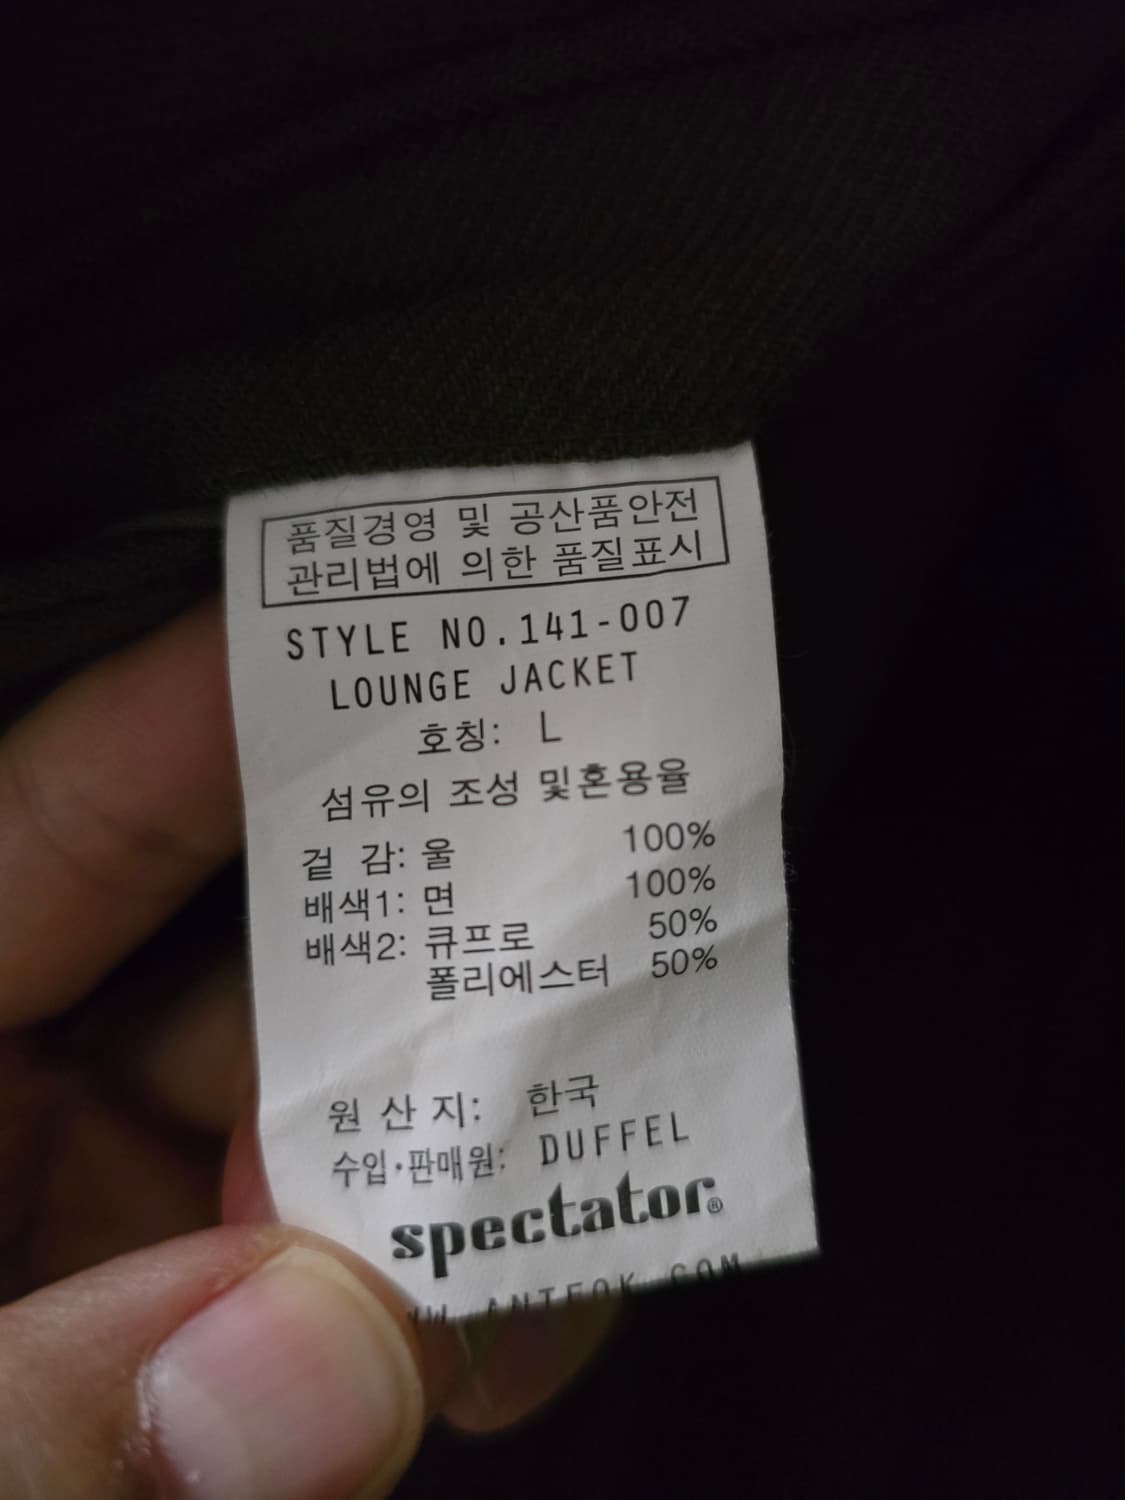 품질경영 및 공산품안전
관리법에 의한 품질표시
STYLE NO.141-007
LOUNGE JACKET
호칭: L
섬유의 조성 및혼용율
겉 감: 울 100%
배색1: 면 100%
배색2: 큐프로 50%
폴리에스터 50%
원 산 지: 한국
수입·판매원: DUFFEL
spectator®